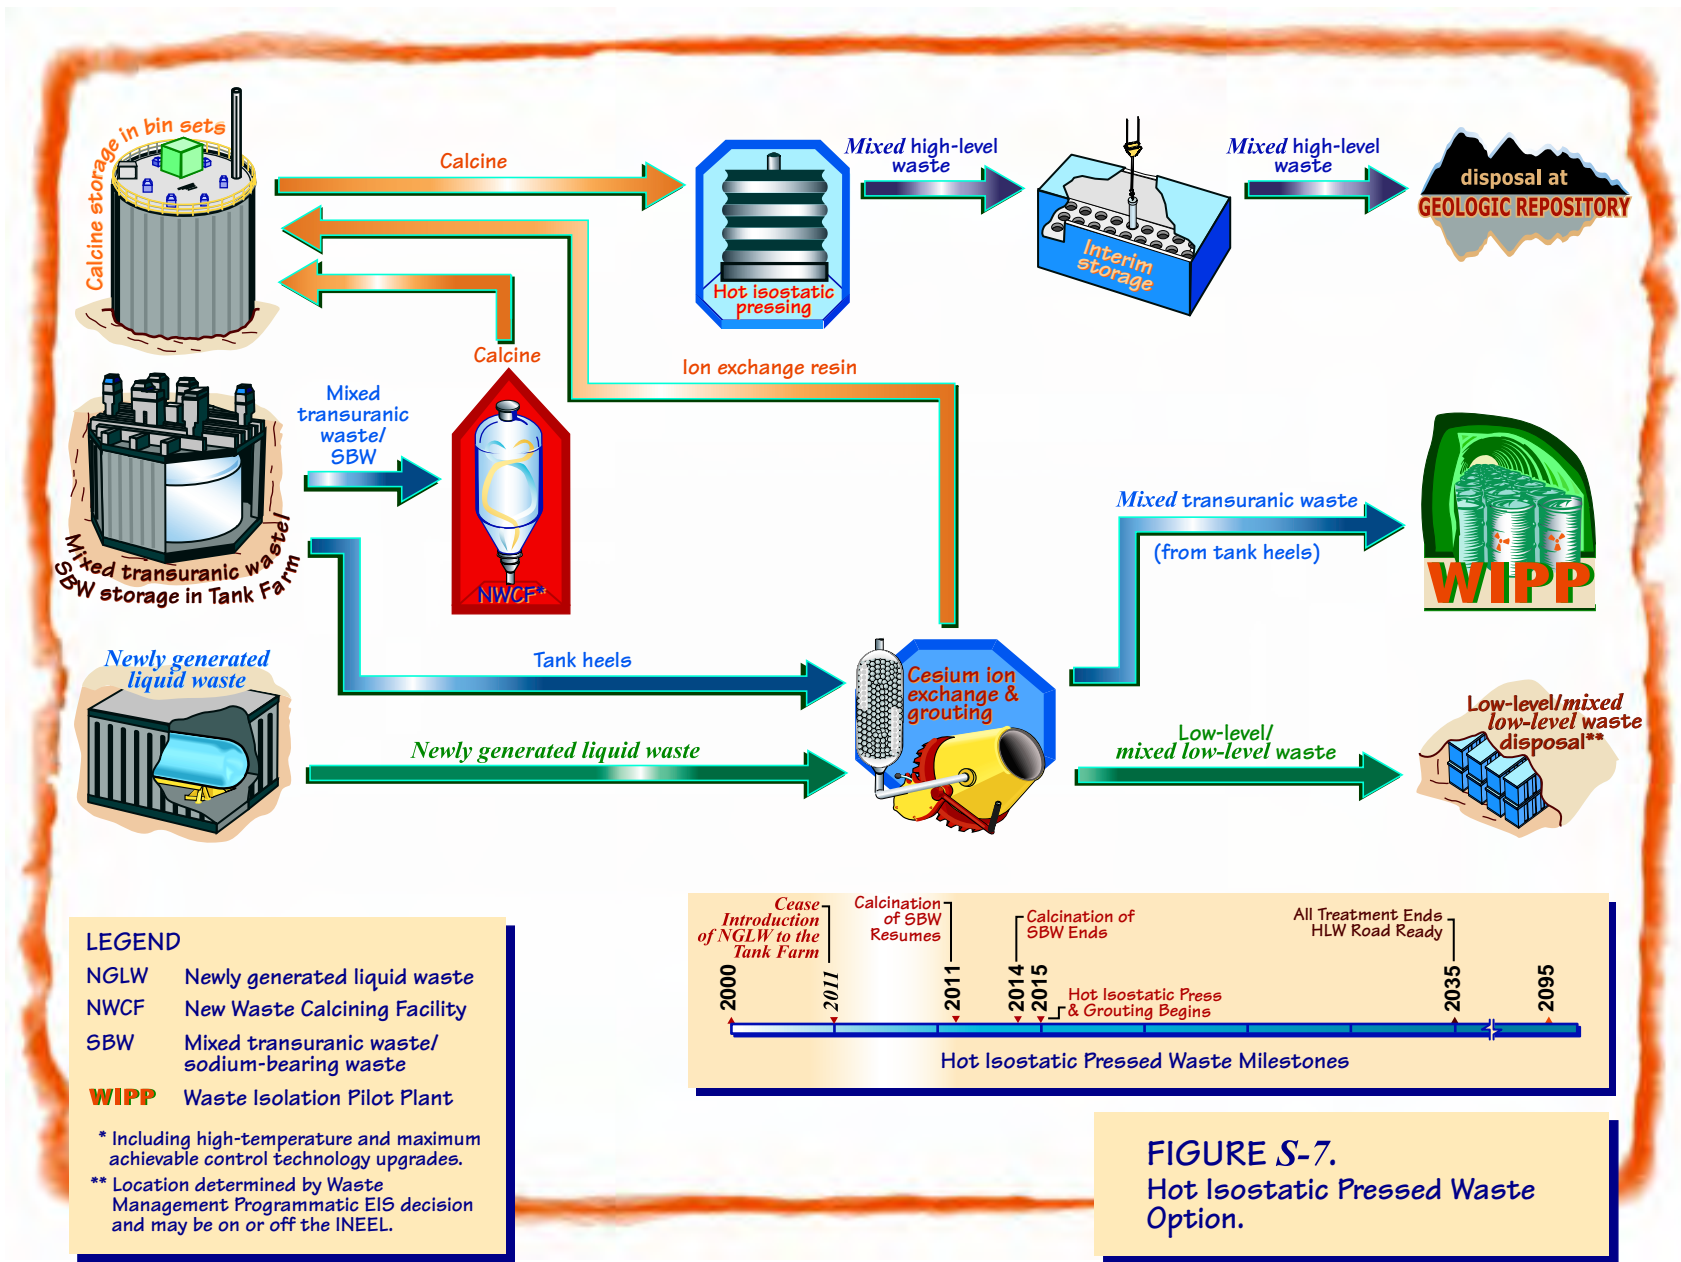 Calcine storage in bin sets
Calcine
Hot isostatic
pressing
Mixed high-level
waste
Interim
storage
Mixed high-level
waste
disposal at
GEOLOGIC REPOSITORY
Calcine
Ion exchange resin
Mixed
transuranic
waste/
SBW
NWCF*
Mixed transuranic waste/
SBW storage in Tank Farm
Mixed transuranic waste
(from tank heels)
WIPP
Newly generated
liquid waste
Tank heels
Newly generated liquid waste
Cesium ion
exchange &
grouting
Low-level/
mixed low-level waste
Low-level/mixed
low-level waste
disposal**
LEGEND
NGLW Newly generated liquid waste
NWCF New Waste Calcining Facility
SBW Mixed transuranic waste/
sodium-bearing waste
WIPP Waste Isolation Pilot Plant
* Including high-temperature and maximum
achievable control technology upgrades.
** Location determined by Waste
Management Programmatic EIS decision
and may be on or off the INEEL.
Cease
Introduction
of NGLW to the
Tank Farm
Calcination
of SBW
Resumes
Calcination of
SBW Ends
All Treatment Ends
HLW Road Ready
2000
2011
2011
2014
2015
Hot Isostatic Press
& Grouting Begins
2035
2095
Hot Isostatic Pressed Waste Milestones
FIGURE S-7.
Hot Isostatic Pressed Waste
Option.